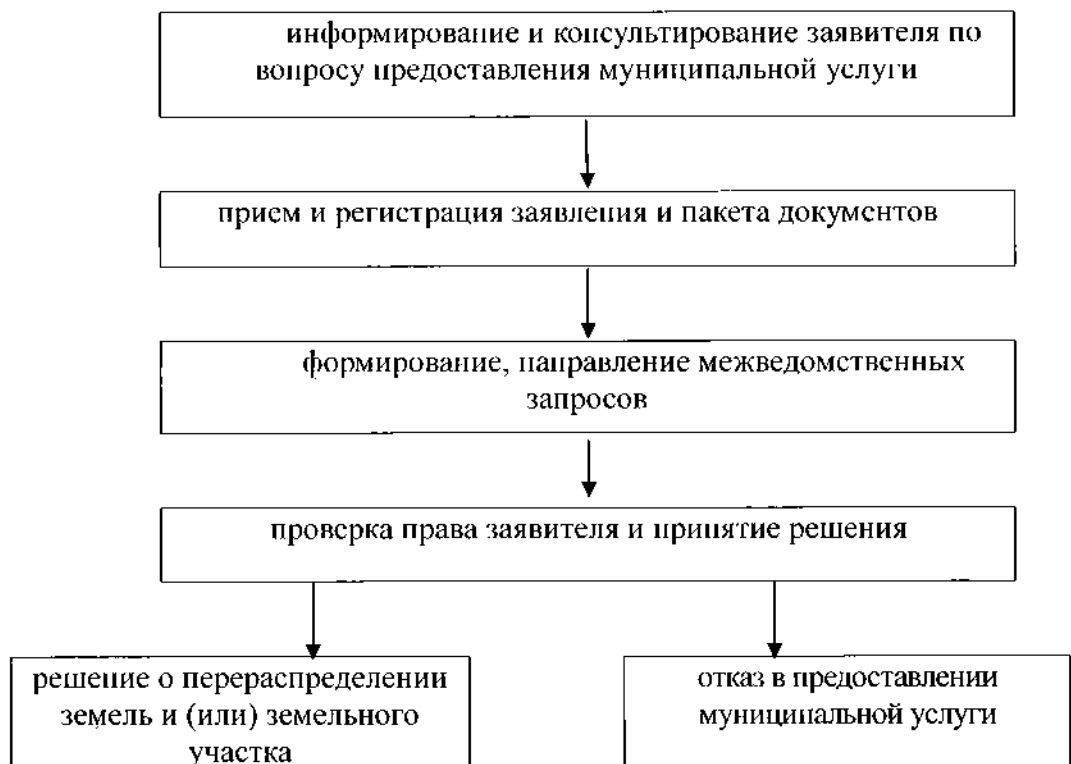 информирование и консультирование заявителя по
вопросу предоставления муниципальной услуги
прием и регистрация заявления и пакета документов
формирование, направление межведомственных
запросов
проверка права заявителя и принятие решения
решение о перераспределении
земель и (или) земельного
участка
отказ в предоставлении
муниципальной услуги